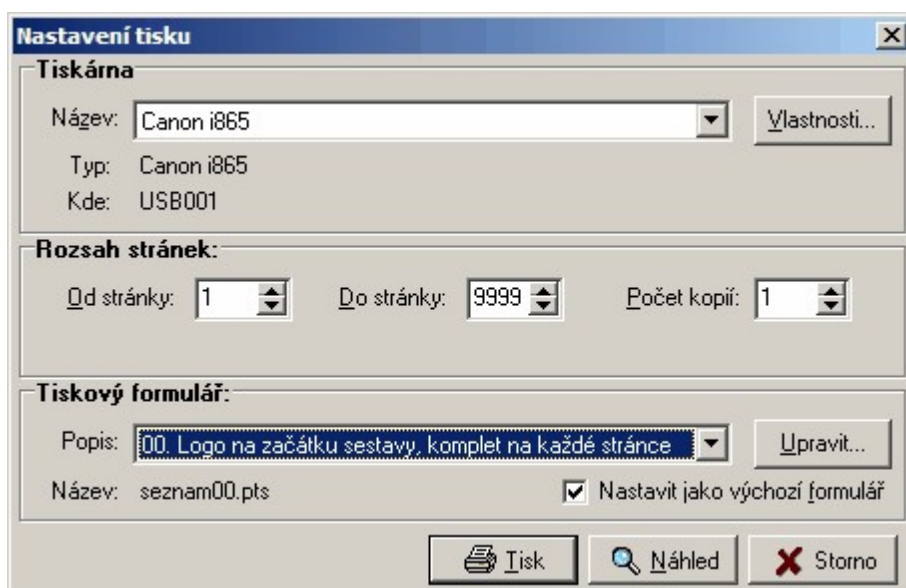 Nastavení tisku
Tiskárna
Název: Canon i865 Vlastnosti...
Typ: Canon i865
Kde: USB001
Rozsah stránek:
Od stránky: 1 Do stránky: 9999 Počet kopií: 1
Tiskový formulář:
Popis: 00. Logo na začátku sestavy, komplet na každé stránce Upravit...
Název: seznam00.pts Nastavit jako výchozí formulář
Tisk Náhled Storno